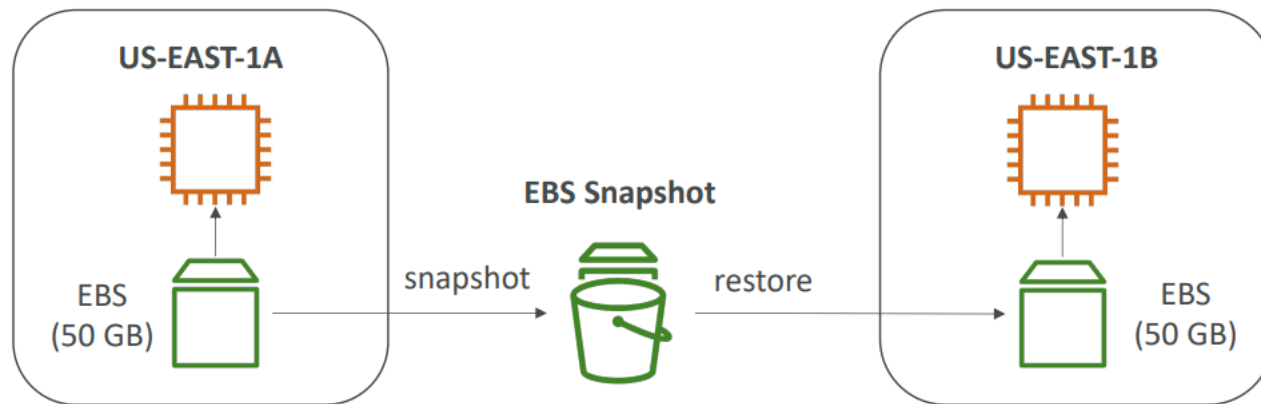 US-EAST-1A
EBS
(50 GB)
snapshot
EBS Snapshot
restore
US-EAST-1B
EBS
(50 GB)